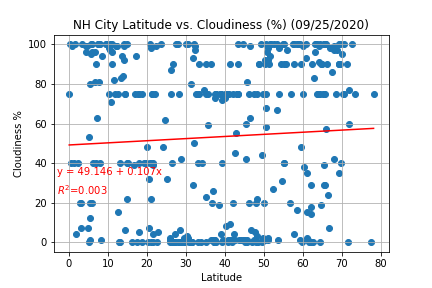 NH City Latitude vs. Cloudiness (%) (09/25/2020)
100
80
60
40
20
0
Cloudiness %
y = 49.146 + 0.107x
R²=0.003
0 10 20 30 40 50 60 70 80
Latitude